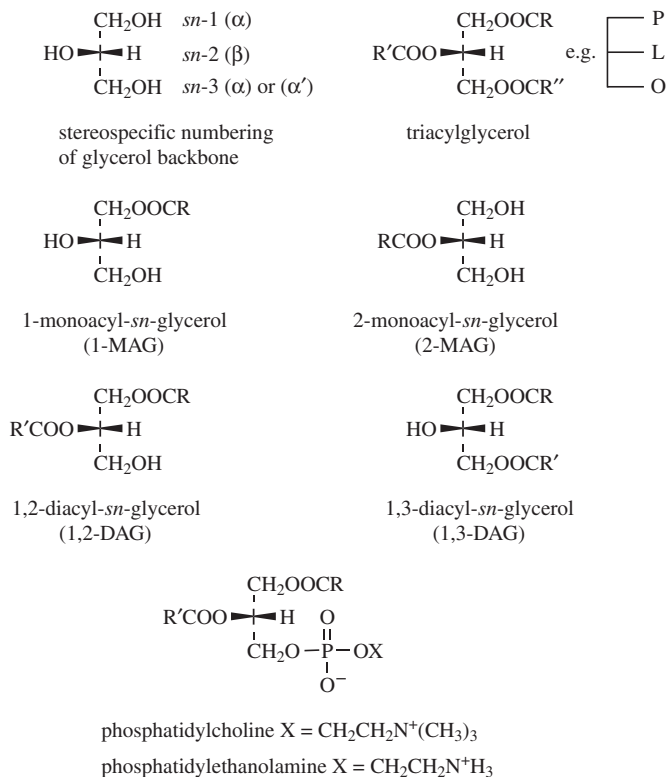 CH₂OH sn-1 (α)
HO H sn-2 (β)
CH₂OH sn-3 (α) or (α′)
stereospecific numbering
of glycerol backbone
CH₂OOCR
R′COO H
CH₂OOCR″
e.g. P
L
O
triacylglycerol
CH₂OOCR
HO H
CH₂OH
1-monoacyl-sn-glycerol
(1-MAG)
CH₂OH
RCOO H
CH₂OH
2-monoacyl-sn-glycerol
(2-MAG)
CH₂OOCR
R′COO H
CH₂OH
1,2-diacyl-sn-glycerol
(1,2-DAG)
CH₂OOCR
HO H
CH₂OOCR′
1,3-diacyl-sn-glycerol
(1,3-DAG)
CH₂OOCR
R′COO H O
CH₂O P OX
O⁻
phosphatidylcholine X = CH₂CH₂N⁺(CH₃)₃
phosphatidylethanolamine X = CH₂CH₂N⁺H₃